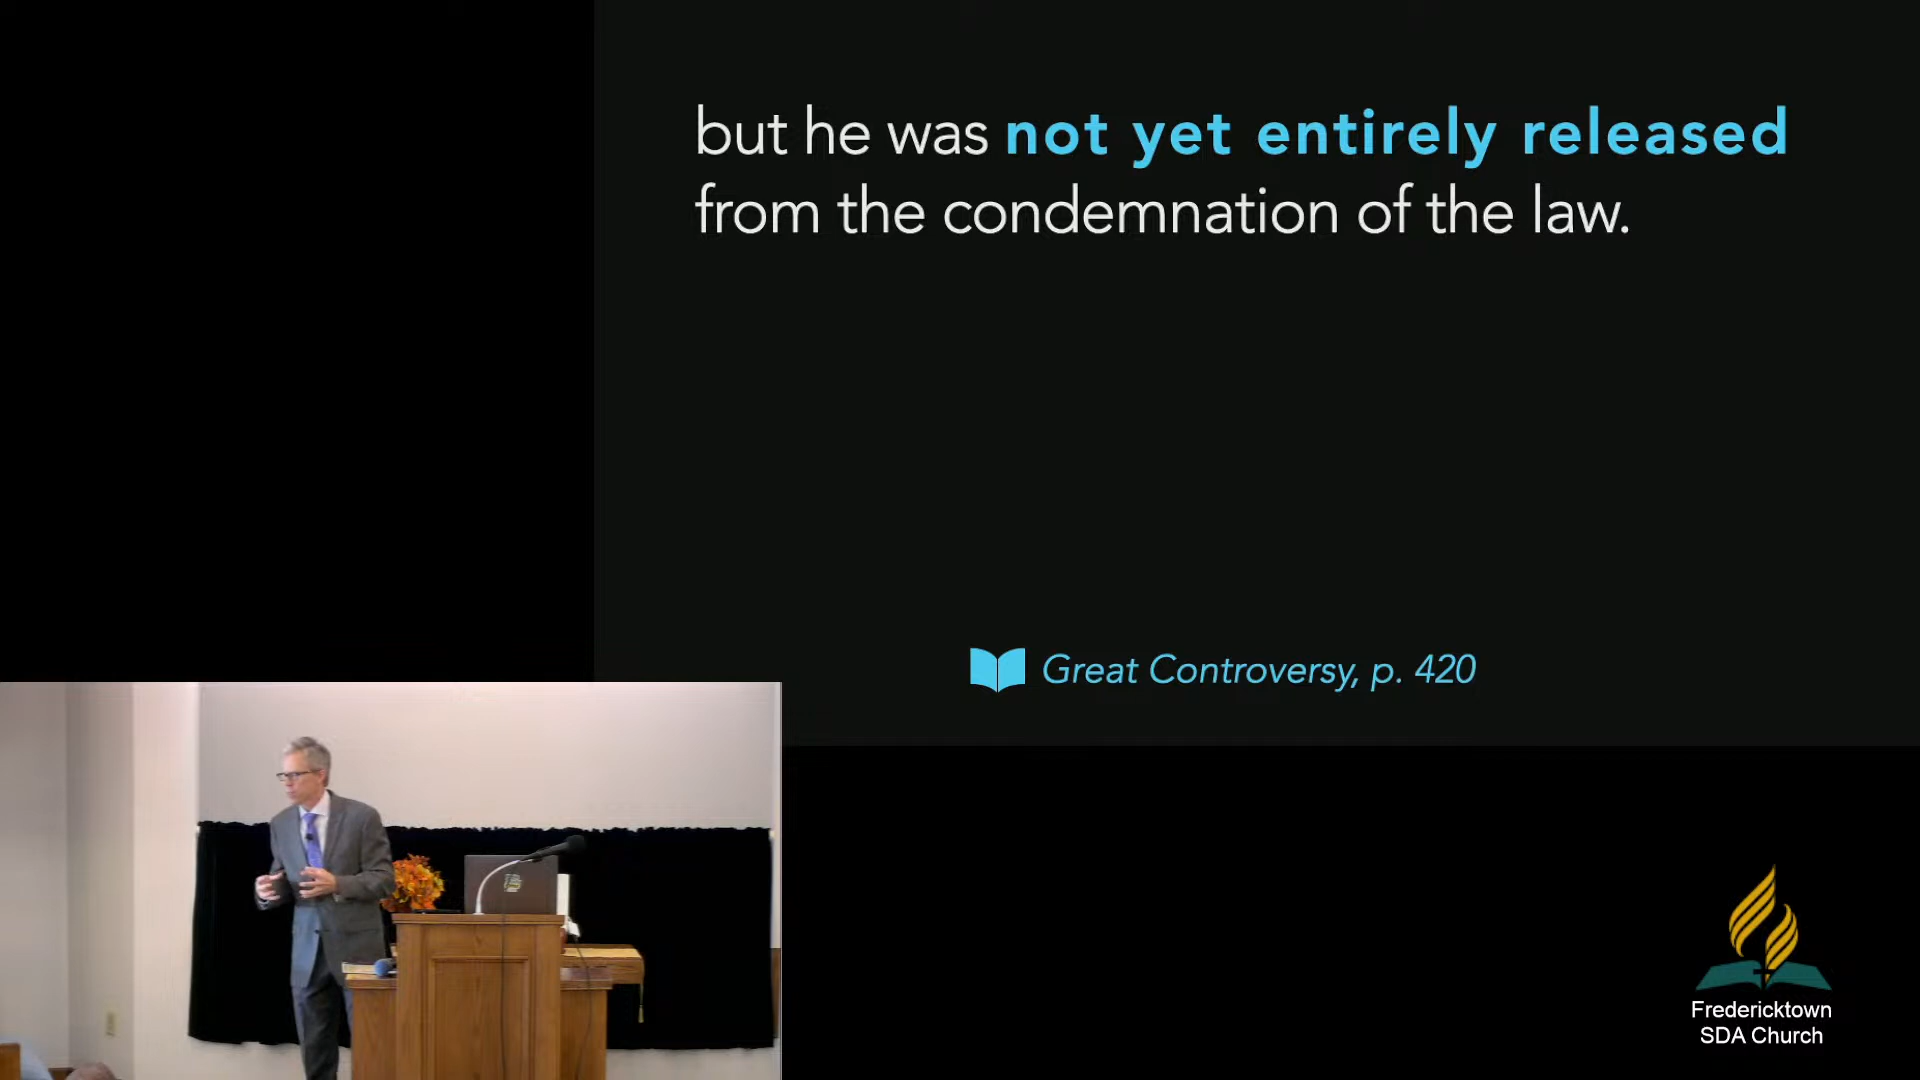 but he was not yet entirely released
from the condemnation of the law.
Great Controversy, p. 420
Fredericktown
SDA Church